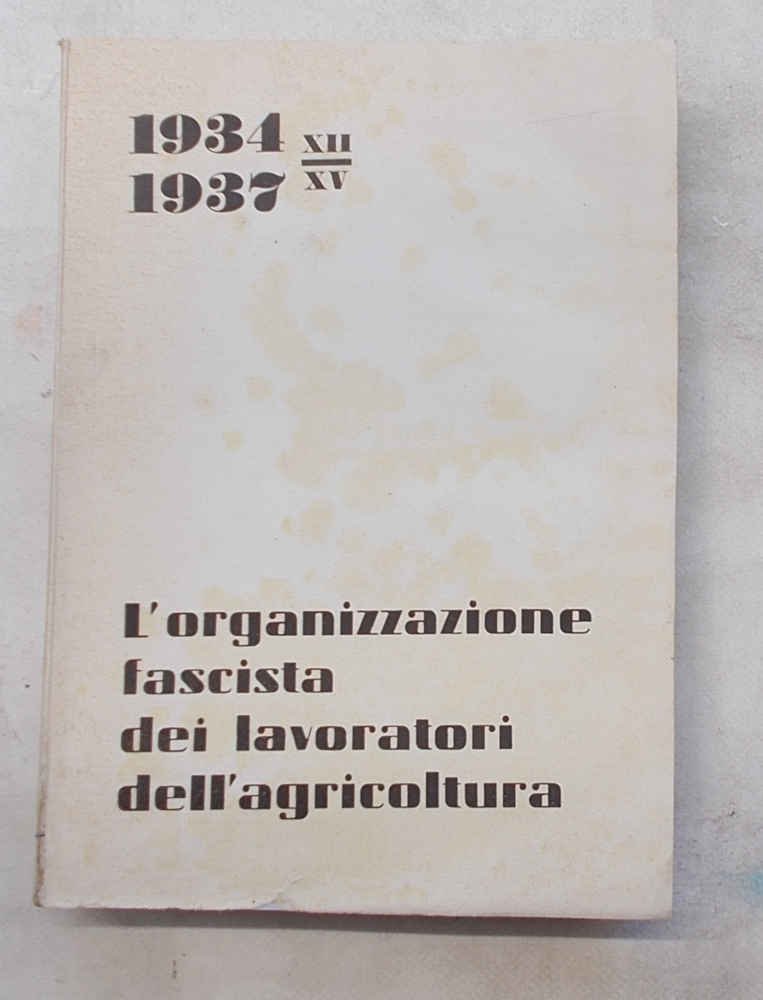 1934 XII
1937 XV
L'organizzazione
fascista
dei lavoratori
dell'agricoltura